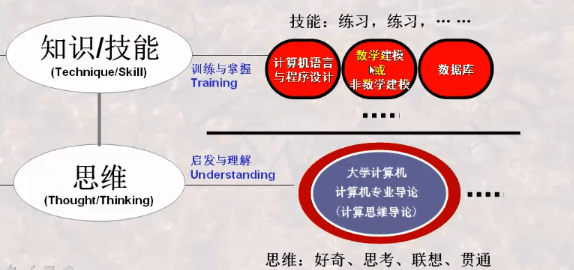 技能：练习，练习，… …
知识/技能
(Technique/Skill)
训练与掌握
Training
计算机语言
与程序设计
数学建模
或
非数学建模
数据库
思维
(Thought/Thinking)
启发与理解
Understanding
大学计算机
计算机专业导论
(计算思维导论)
思维：好奇、思考、联想、贯通